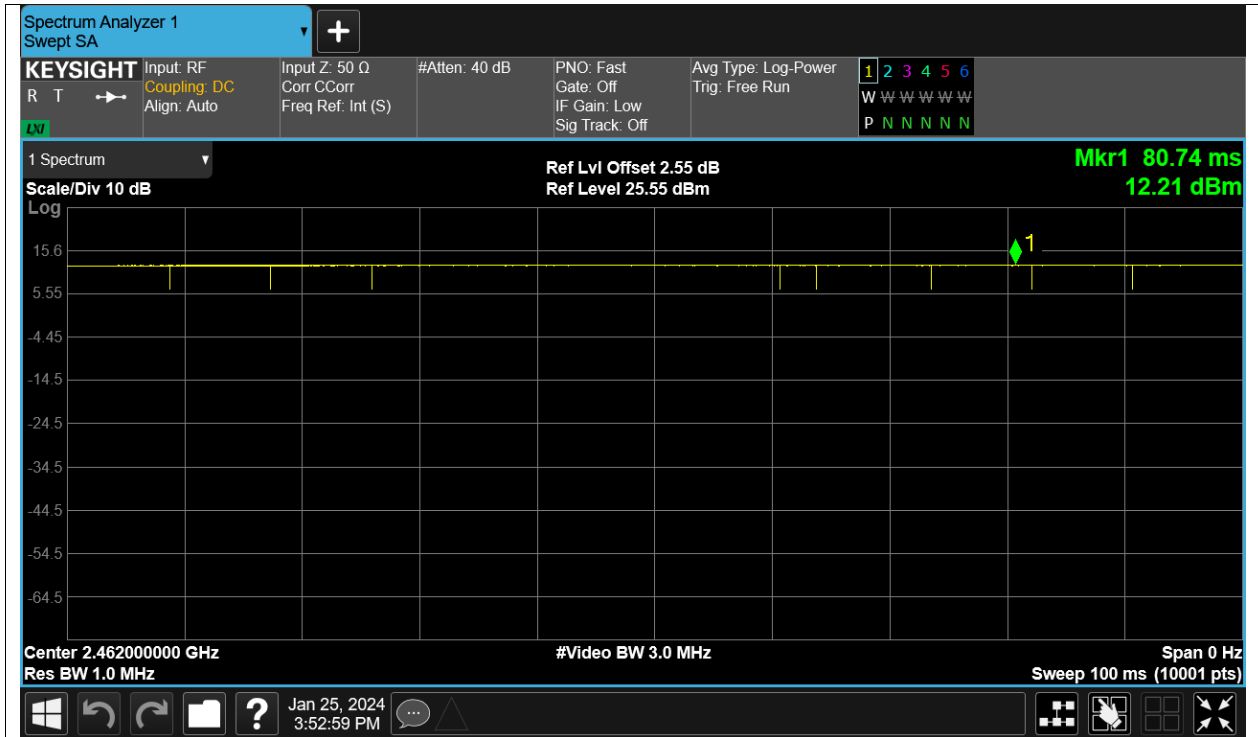 Spectrum Analyzer 1
Swept SA
▼
+
KEYSIGHT
R T
LXI
Input: RF
Coupling: DC
Align: Auto
Input Z: 50 Ω
Corr CCorr
Freq Ref: Int (S)
#Atten: 40 dB
PNO: Fast
Gate: Off
IF Gain: Low
Sig Track: Off
Avg Type: Log-Power
Trig: Free Run
1 2 3 4 5 6
W W W W W W
P N N N N N
1 Spectrum ▼
Scale/Div 10 dB
Log
Ref Lvl Offset 2.55 dB
Ref Level 25.55 dBm
Mkr1 80.74 ms
12.21 dBm
1
15.6
5.55
-4.45
-14.5
-24.5
-34.5
-44.5
-54.5
-64.5
Center 2.462000000 GHz
Res BW 1.0 MHz
#Video BW 3.0 MHz
Span 0 Hz
Sweep 100 ms (10001 pts)
?
Jan 25, 2024
3:52:59 PM